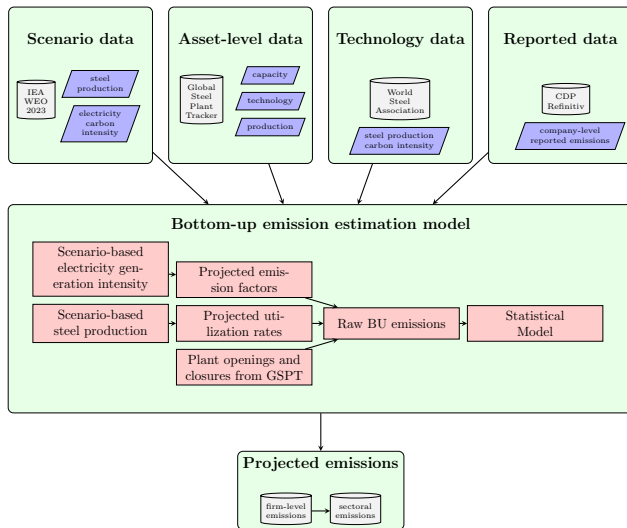 Scenario data
IEA
WEO
2023
steel
production
electricity
carbon
intensity
Asset-level data
Global
Steel
Plant
Tracker
capacity
technology
production
Technology data
World
Steel
Association
steel production
carbon intensity
Reported data
CDP
Refinitiv
company-level
reported emissions
Bottom-up emission estimation model
Scenario-based
electricity gen-
eration intensity
Projected emis-
sion factors
Scenario-based
steel production
Projected uti-
lization rates
Plant openings and
closures from GSPT
Raw BU emissions
Statistical
Model
Projected emissions
firm-level
emissions
sectoral
emissions